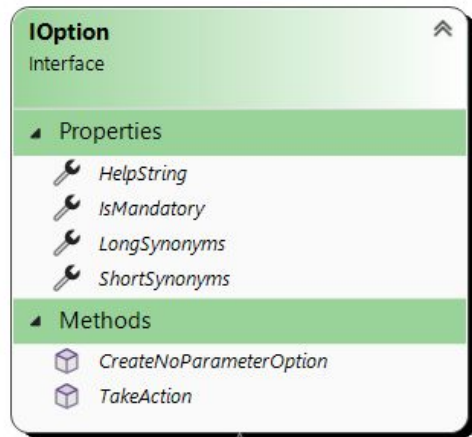 IOption
Interface
Properties
HelpString
IsMandatory
LongSynonyms
ShortSynonyms
Methods
CreateNoParameterOption
TakeAction